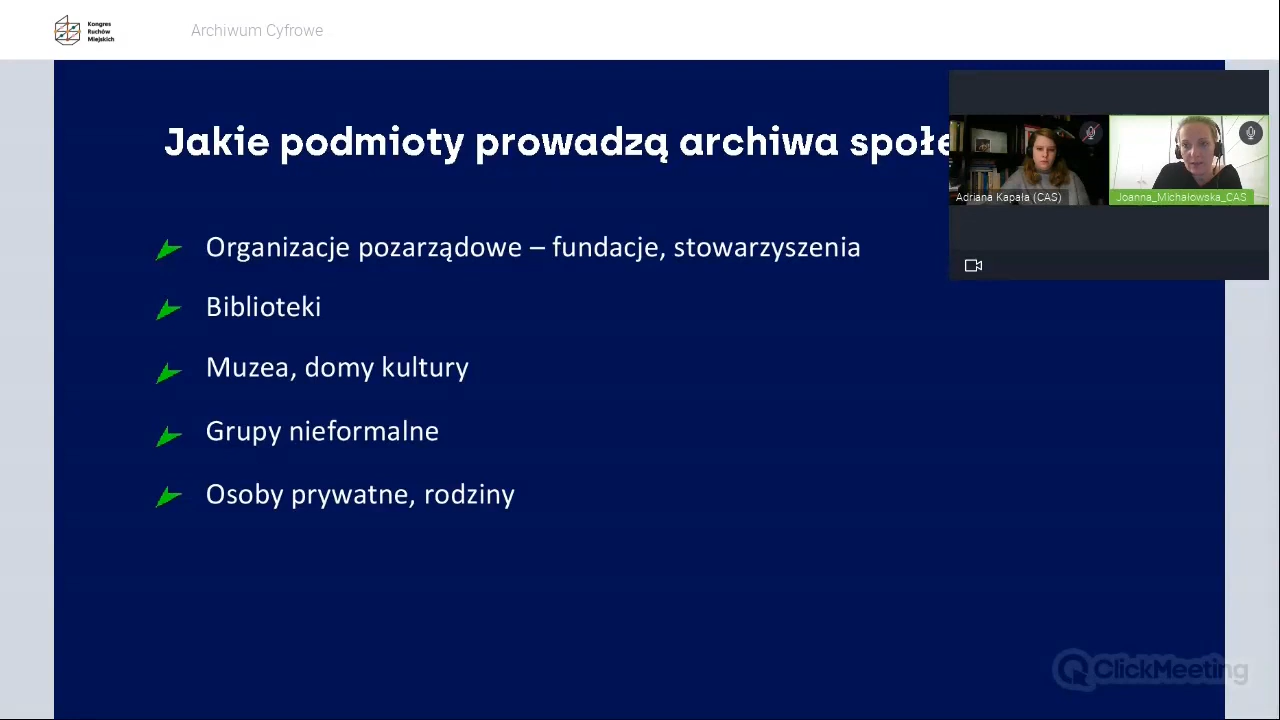 Kongres
Ruchów
Miejskich
Archiwum Cyfrowe
Jakie podmioty prowadzą archiwa społe
Organizacje pozarządowe – fundacje, stowarzyszenia
Biblioteki
Muzea, domy kultury
Grupy nieformalne
Osoby prywatne, rodziny
Adriana Kapała (CAS)
Joanna_Michałowska_CAS
ClickMeeting